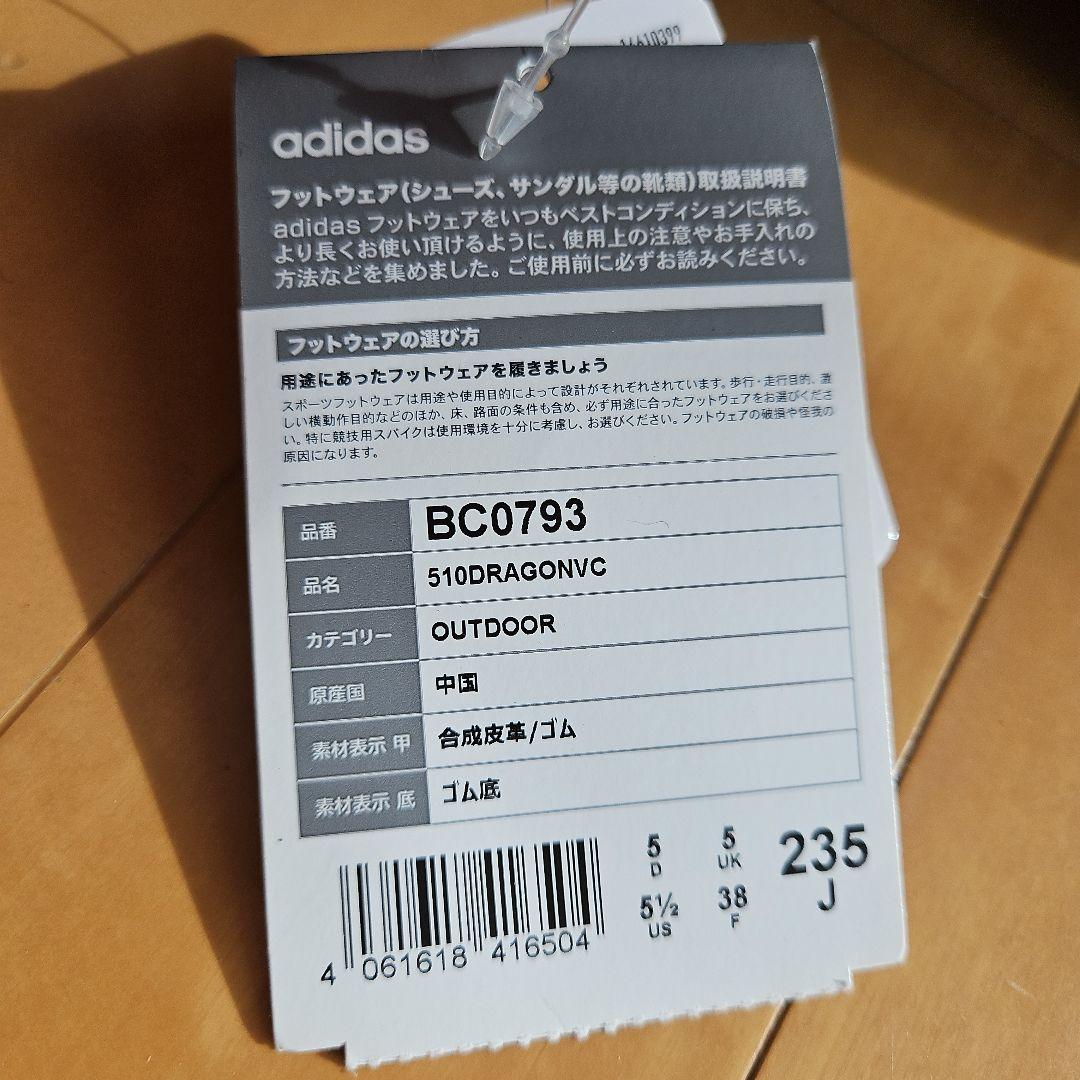 14610399
adidas
フットウェア(シューズ、サンダル等の靴類)取扱説明書
adidas フットウェアをいつもベストコンディションに保ち、
より長くお使い頂けるように、使用上の注意やお手入れの
方法などを集めました。ご使用前に必ずお読みください。
フットウェアの選び方
用途にあったフットウェアを履きましょう
スポーツフットウェアは用途や使用目的によって設計がそれぞれされています。歩行・走行目的、激
しい横動作目的などのほか、床、路面の条件も含め、必ず用途に合ったフットウェアをお選びくださ
い。特に競技用スパイクは使用環境を十分に考慮し、お選びください。フットウェアの破損や怪我の
原因になります。
品番 BC0793
品名 510DRAGONVC
カテゴリー OUTDOOR
原産国 中国
素材表示 甲 合成皮革/ゴム
素材表示 底 ゴム底
5 D 5 UK 235 J
5½ US 38 F
4 061618 416504